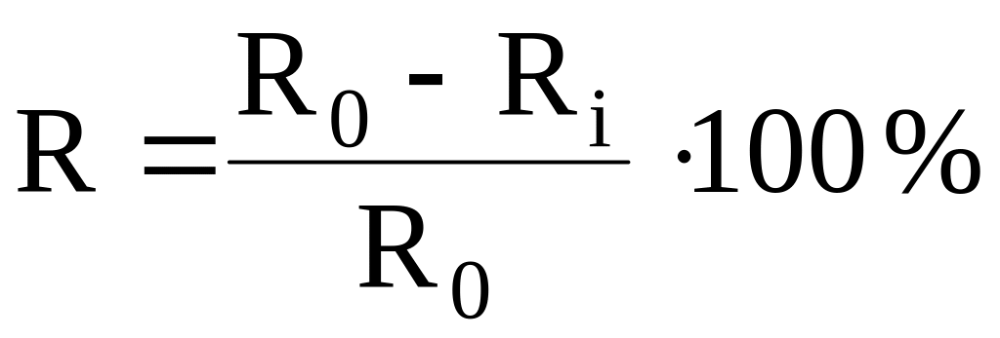 R = (R₀ - Rᵢ) / R₀ · 100 %